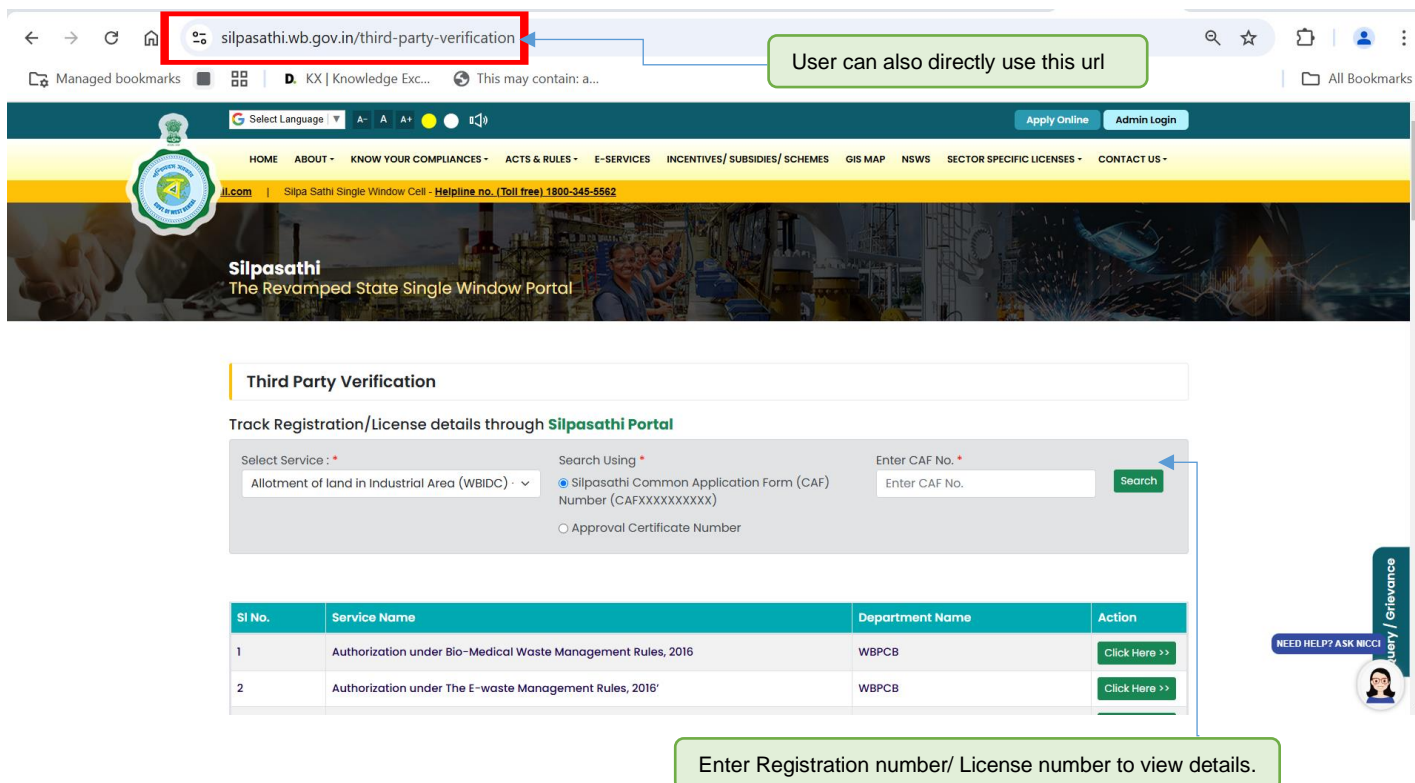 silpasathi.wb.gov.in/third-party-verification
User can also directly use this url
Managed bookmarks
D. KX | Knowledge Exc...
This may contain: a...
All Bookmarks
G Select Language ▼ A- A A+
Apply Online
Admin Login
HOME ABOUT KNOW YOUR COMPLIANCES ACTS & RULES E-SERVICES INCENTIVES/ SUBSIDIES/ SCHEMES GIS MAP NSWS SECTOR SPECIFIC LICENSES CONTACT US
il.com | Silpa Sathi Single Window Cell - Helpline no. (Toll free) 1800-345-5562
Silpasathi
The Revamped State Single Window Portal
Third Party Verification
Track Registration/License details through Silpasathi Portal
Select Service : *
Allotment of land in Industrial Area (WBIDC) -
Search Using *
Silpasathi Common Application Form (CAF)
Number (CAFXXXXXXXXXX)
Approval Certificate Number
Enter CAF No. *
Enter CAF No.
Search
Sl No. Service Name Department Name Action
1 Authorization under Bio-Medical Waste Management Rules, 2016 WBPCB Click Here >>
2 Authorization under The E-waste Management Rules, 2016' WBPCB Click Here >>
Query / Grievance
NEED HELP? ASK NICCI
Enter Registration number/ License number to view details.